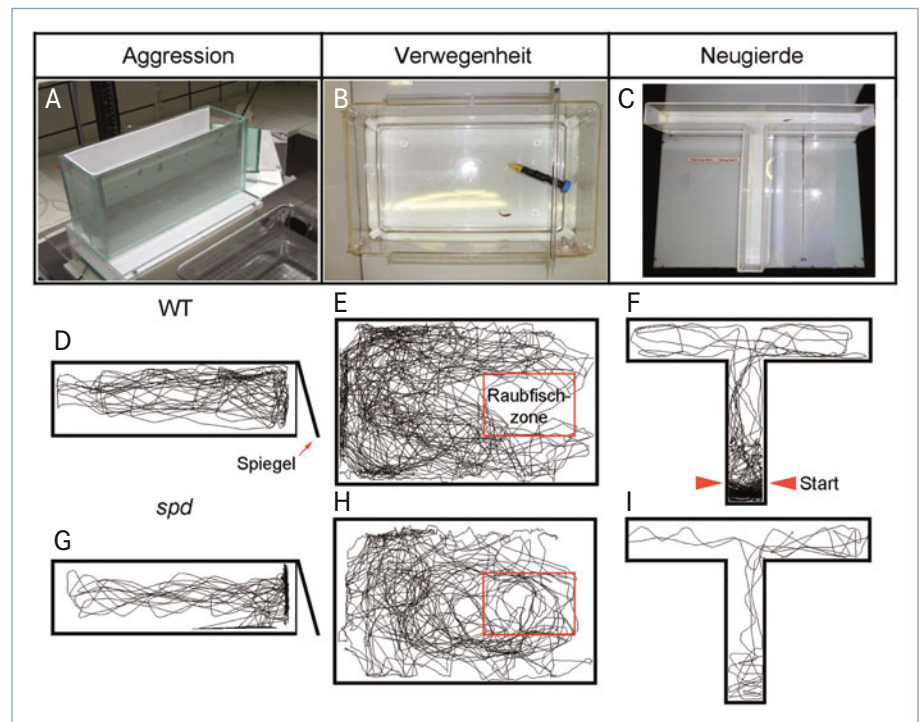 Aggression
Verwegenheit
Neugierde
A
B
C
WT
D
E
F
Raubfisch-
zone
Spiegel
Start
spd
G
H
I